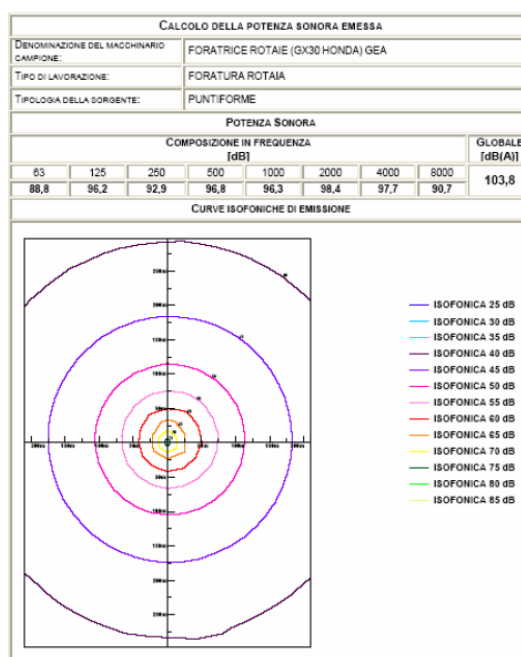 CALCOLO DELLA POTENZA SONORA EMESSA
DENOMINAZIONE DEL MACCHINARIO CAMPIONE: FORATRICE ROTAIE (GX30 HONDA) GEA
TIPO DI LAVORAZIONE: FORATURA ROTAIA
TIPOLOGIA DELLA SORGENTE: PUNTIFORME
POTENZA SONORA
COMPOSIZIONE IN FREQUENZA [dB] GLOBALE [dB(A)]
63 125 250 500 1000 2000 4000 8000
88,8 96,2 92,9 96,8 96,3 98,4 97,7 90,7 103,8
CURVE ISOFONICHE DI EMISSIONE
ISOFONICA 25 dB
ISOFONICA 30 dB
ISOFONICA 35 dB
ISOFONICA 40 dB
ISOFONICA 45 dB
ISOFONICA 50 dB
ISOFONICA 55 dB
ISOFONICA 60 dB
ISOFONICA 65 dB
ISOFONICA 70 dB
ISOFONICA 75 dB
ISOFONICA 80 dB
ISOFONICA 85 dB